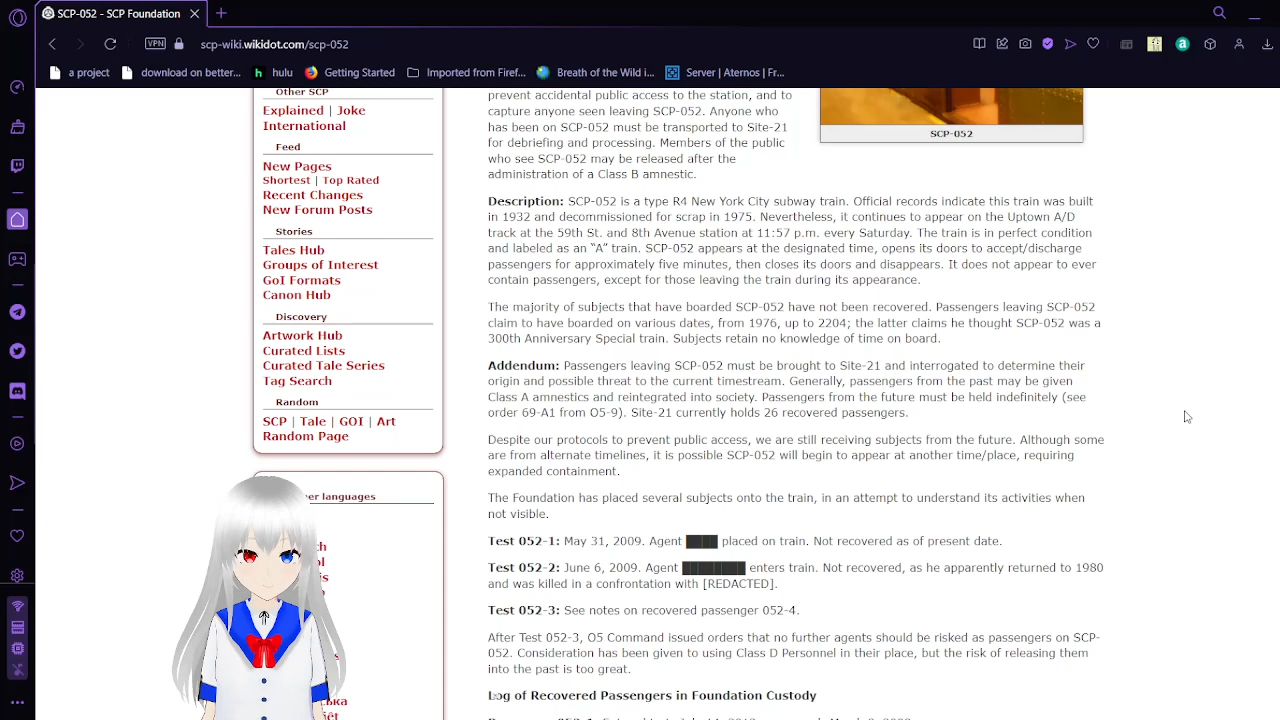 SCP-052 - SCP Foundation
VPN
scp-wiki.wikidot.com/scp-052
a project
download on better...
hulu
Getting Started
Imported from Firef...
Breath of the Wild i...
Server | Aternos | Fr...
Other SCP
Explained | Joke
International
Feed
New Pages
Shortest | Top Rated
Recent Changes
New Forum Posts
Stories
Tales Hub
Groups of Interest
GoI Formats
Canon Hub
Discovery
Artwork Hub
Curated Lists
Curated Tale Series
Tag Search
Random
SCP | Tale | GOI | Art
Random Page
languages
prevent accidental public access to the station, and to
capture anyone seen leaving SCP-052. Anyone who
has been on SCP-052 must be transported to Site-21
for debriefing and processing. Members of the public
who see SCP-052 may be released after the
administration of a Class B amnestic.
SCP-052
Description: SCP-052 is a type R4 New York City subway train. Official records indicate this train was built
in 1932 and decommissioned for scrap in 1975. Nevertheless, it continues to appear on the Uptown A/D
track at the 59th St. and 8th Avenue station at 11:57 p.m. every Saturday. The train is in perfect condition
and labeled as an “A” train. SCP-052 appears at the designated time, opens its doors to accept/discharge
passengers for approximately five minutes, then closes its doors and disappears. It does not appear to ever
contain passengers, except for those leaving the train during its appearance.
The majority of subjects that have boarded SCP-052 have not been recovered. Passengers leaving SCP-052
claim to have boarded on various dates, from 1976, up to 2204; the latter claims he thought SCP-052 was a
300th Anniversary Special train. Subjects retain no knowledge of time on board.
Addendum: Passengers leaving SCP-052 must be brought to Site-21 and interrogated to determine their
origin and possible threat to the current timestream. Generally, passengers from the past may be given
Class A amnestics and reintegrated into society. Passengers from the future must be held indefinitely (see
order 69-A1 from O5-9). Site-21 currently holds 26 recovered passengers.
Despite our protocols to prevent public access, we are still receiving subjects from the future. Although some
are from alternate timelines, it is possible SCP-052 will begin to appear at another time/place, requiring
expanded containment.
The Foundation has placed several subjects onto the train, in an attempt to understand its activities when
not visible.
Test 052-1: May 31, 2009. Agent ████ placed on train. Not recovered as of present date.
Test 052-2: June 6, 2009. Agent ████████ enters train. Not recovered, as he apparently returned to 1980
and was killed in a confrontation with [REDACTED].
Test 052-3: See notes on recovered passenger 052-4.
After Test 052-3, O5 Command issued orders that no further agents should be risked as passengers on SCP-
052. Consideration has been given to using Class D Personnel in their place, but the risk of releasing them
into the past is too great.
Log of Recovered Passengers in Foundation Custody